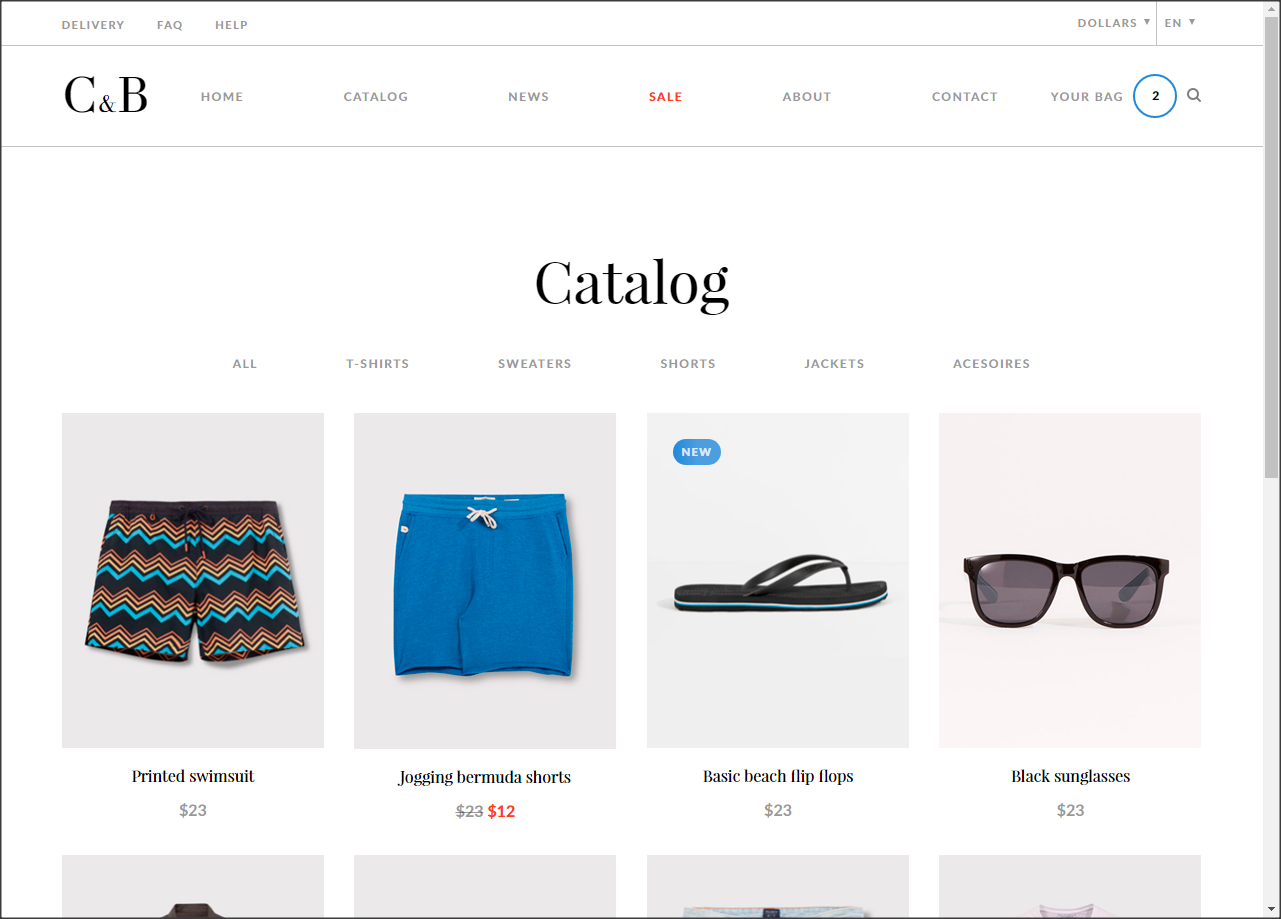 DELIVERY FAQ HELP DOLLARS ▼ EN ▼
C&B HOME CATALOG NEWS SALE ABOUT CONTACT YOUR BAG 2
Catalog
ALL T-SHIRTS SWEATERS SHORTS JACKETS ACESOIRES
NEW
Printed swimsuit Jogging bermuda shorts Basic beach flip flops Black sunglasses
$23 $23 $12 $23 $23